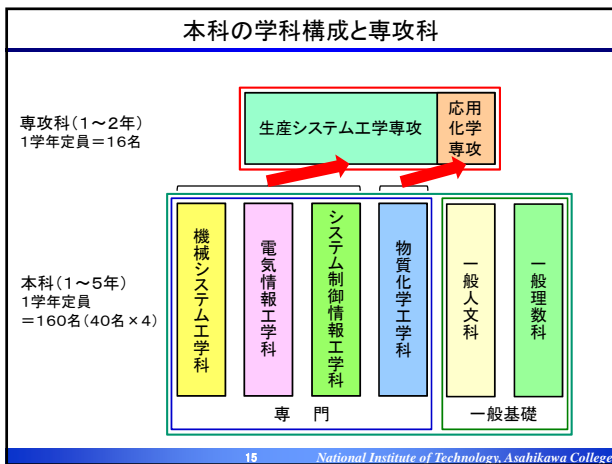 本科の学科構成と専攻科
専攻科（１～２年）
１学年定員＝16名
生産システム工学専攻
応用
化学
専攻
本科（１～５年）
１学年定員
＝160名（40名×４）
機械システム工学科
電気情報工学科
システム制御情報工学科
物質化学工学科
一般人文科
一般理数科
専　門
一般基礎
15
National Institute of Technology, Asahikawa College